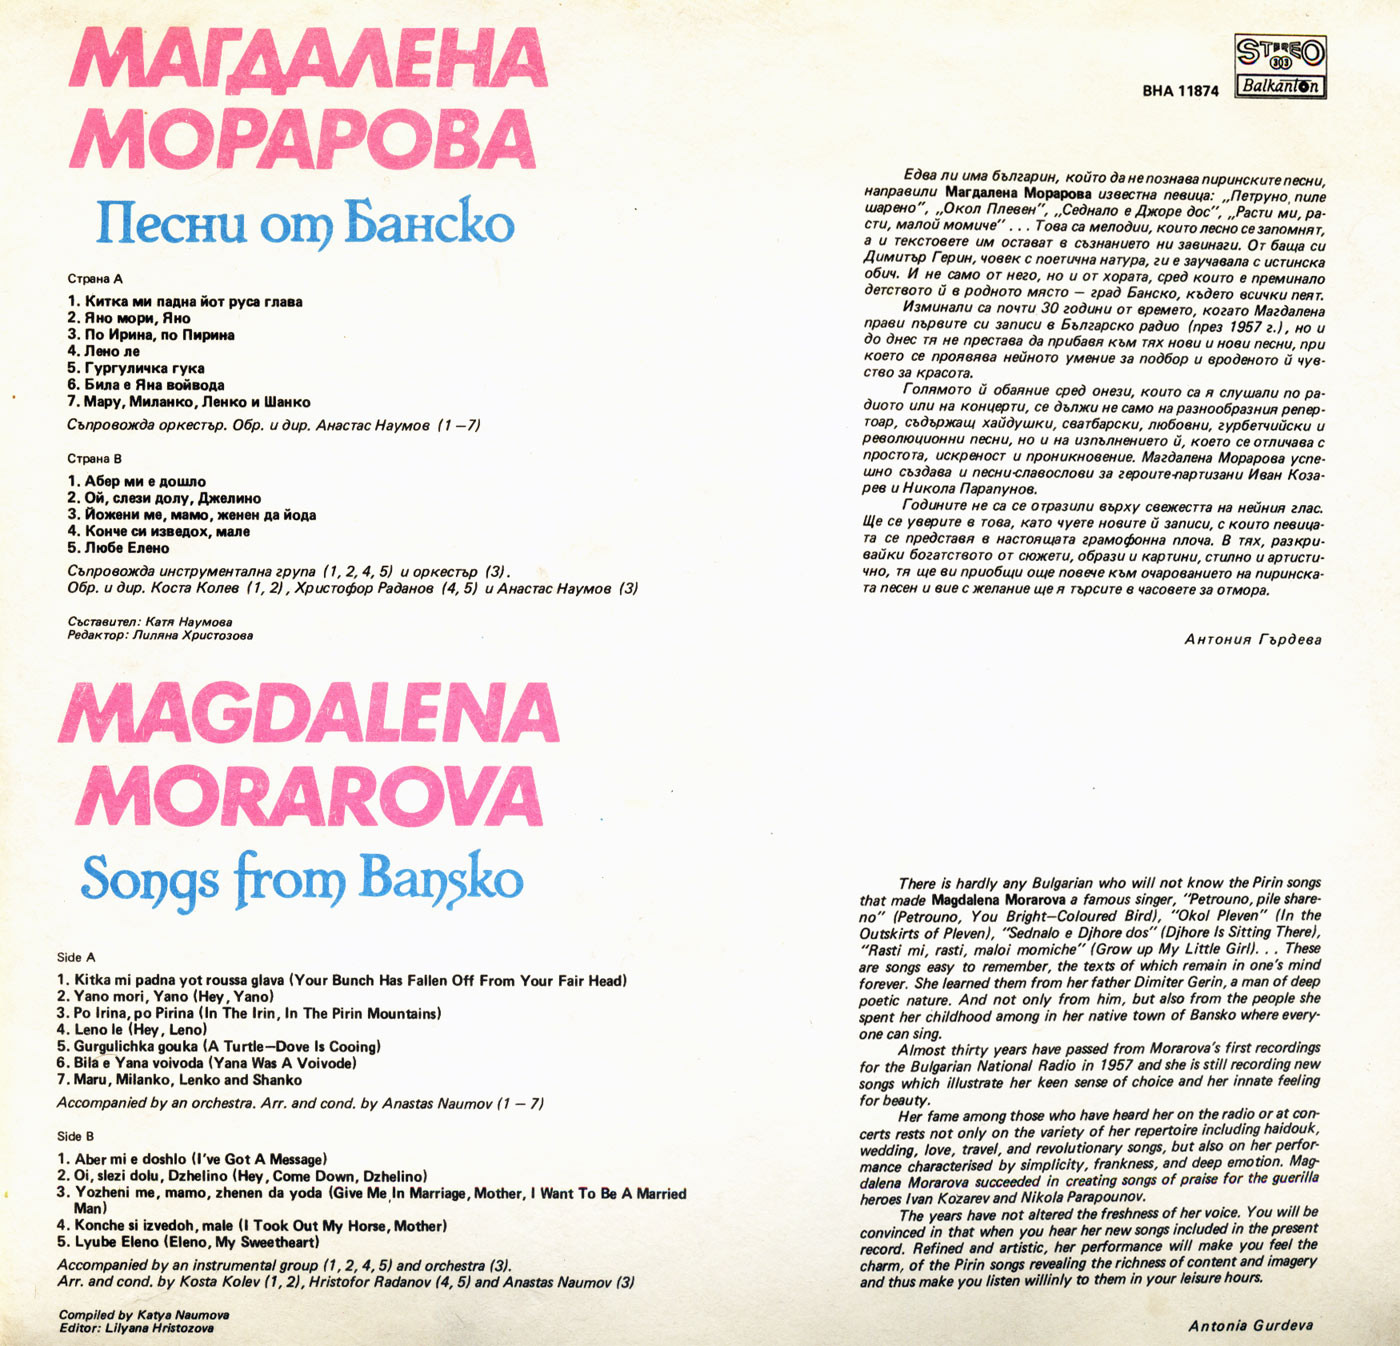 МАГДАЛЕНА
МОРАРОВА
Песни от Банско
Страна А
1. Китка ми падна йот руса глава
2. Яно мори, Яно
3. По Ирина, по Пирина
4. Лено ле
5. Гургуличка гука
6. Била е Яна войвода
7. Мару, Миланко, Ленко и Шанко
Съпровожда оркестър. Обр. и дир. Анастас Наумов (1 –7)
Страна В
1. Абер ми е дошло
2. Ой, слези долу, Джелино
3. Йожени ме, мамо, женен да йода
4. Конче си изведох, мале
5. Любе Елено
Съпровожда инструментална група (1, 2, 4, 5) и оркестър (3).
Обр. и дир. Коста Колев (1, 2), Христофор Раданов (4, 5) и Анастас Наумов (3)
Съставител: Катя Наумова
Редактор: Лиляна Христозова
ВНА 11874
STEREO
33
Balkanton
Едва ли има българин, който да не познава пиринските песни,
направили Магдалена Морарова известна певица: „Петруно, пиле
шарено”, „Окол Плевен”, „Седнало е Джоре дос”, „Расти ми, ра-
сти, малой момиче” . . . Това са мелодии, които лесно се запомнят,
а и текстовете им остават в съзнанието ни завинаги. От баща си
Димитър Герин, човек с поетична натура, ги е заучавала с истинска
обич. И не само от него, но и от хората, сред които е преминало
детството й в родното място – град Банско, където всички пеят.
Изминали са почти 30 години от времето, когато Магдалена
прави първите си записи в Българско радио (през 1957 г.), но и
до днес тя не престава да прибавя към тях нови и нови песни, при
което се проявява нейното умение за подбор и вроденото й чув-
ство за красота.
Голямото й обаяние сред онези, които са я слушали по ра-
диото или на концерти, се дължи не само на разнообразния репер-
тоар, съдържащ хайдушки, сватбарски, любовни, гурбетчийски и
революционни песни, но и на изпълнението й, което се отличава с
простота, искреност и проникновение. Магдалена Морарова успе-
шно създава и песни-славослови за героите-партизани Иван Коза-
рев и Никола Парапунов.
Годините не са се отразили върху свежестта на нейния глас.
Ще се уверите в това, като чуете новите й записи, с които певица-
та се представя в настоящата грамофонна плоча. В тях, разкри-
вайки богатството от сюжети, образи и картини, стилно и артисти-
чно, тя ще ви приобщи още повече към очарованието на пиринска-
та песен и вие с желание ще я търсите в часовете за отмора.
Антония Гърдева
MAGDALENA
MORAROVA
Songs from Bansko
Side A
1. Kitka mi padna yot roussa glava (Your Bunch Has Fallen Off From Your Fair Head)
2. Yano mori, Yano (Hey, Yano)
3. Po Irina, po Pirina (In The Irin, In The Pirin Mountains)
4. Leno le (Hey, Leno)
5. Gurgulichka gouka (A Turtle—Dove Is Cooing)
6. Bila e Yana voivoda (Yana Was A Voivode)
7. Maru, Milanko, Lenko and Shanko
Accompanied by an orchestra. Arr. and cond. by Anastas Naumov (1 – 7)
Side B
1. Aber mi e doshlo (I've Got A Message)
2. Oi, slezi dolu, Dzhelino (Hey, Come Down, Dzhelino)
3. Yozheni me, mamo, zhenen da yoda (Give Me In Marriage, Mother, I Want To Be A Married
Man)
4. Konche si izvedoh, male (I Took Out My Horse, Mother)
5. Lyube Eleno (Eleno, My Sweetheart)
Accompanied by an instrumental group (1, 2, 4, 5) and orchestra (3).
Arr. and cond. by Kosta Kolev (1, 2), Hristofor Radanov (4, 5) and Anastas Naumov (3)
Compiled by Katya Naumova
Editor: Lilyana Hristozova
There is hardly any Bulgarian who will not know the Pirin songs
that made Magdalena Morarova a famous singer, "Petrouno, pile share-
no" (Petrouno, You Bright—Coloured Bird), "Okol Pleven" (In the
Outskirts of Pleven), "Sednalo e Djhore dos" (Djhore Is Sitting There),
"Rasti mi, rasti, maloi momiche" (Grow up My Little Girl). . . These
are songs easy to remember, the texts of which remain in one's mind
forever. She learned them from her father Dimiter Gerin, a man of deep
poetic nature. And not only from him, but also from the people she
spent her childhood among in her native town of Bansko where every-
one can sing.
Almost thirty years have passed from Morarova's first recordings
for the Bulgarian National Radio in 1957 and she is still recording new
songs which illustrate her keen sense of choice and her innate feeling
for beauty.
Her fame among those who have heard her on the radio or at con-
certs rests not only on the variety of her repertoire including haidouk,
wedding, love, travel, and revolutionary songs, but also on her perfor-
mance characterised by simplicity, frankness, and deep emotion. Mag-
dalena Morarova succeeded in creating songs of praise for the guerilla
heroes Ivan Kozarev and Nikola Parapounov.
The years have not altered the freshness of her voice. You will be
convinced in that when you hear her new songs included in the present
record. Refined and artistic, her performance will make you feel the
charm, of the Pirin songs revealing the richness of content and imagery
and thus make you listen willinly to them in your leisure hours.
Antonia Gurdeva